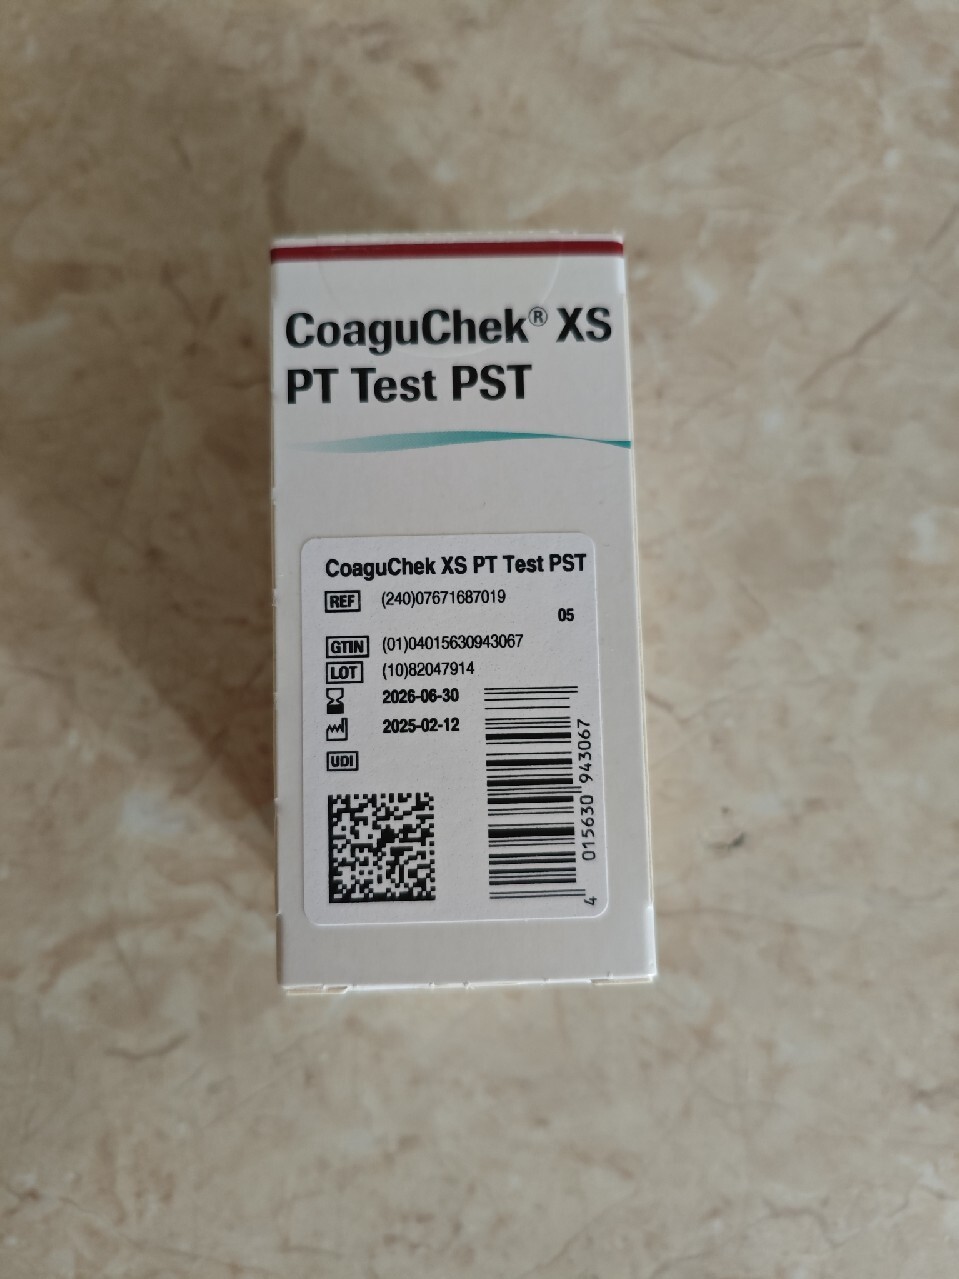 CoaguChek® XS
PT Test PST
CoaguChek XS PT Test PST
REF (240)07671687019
05
GTIN (01)04015630943067
LOT (10)82047914
2026-06-30
2025-02-12
UDI
4 015630 943067